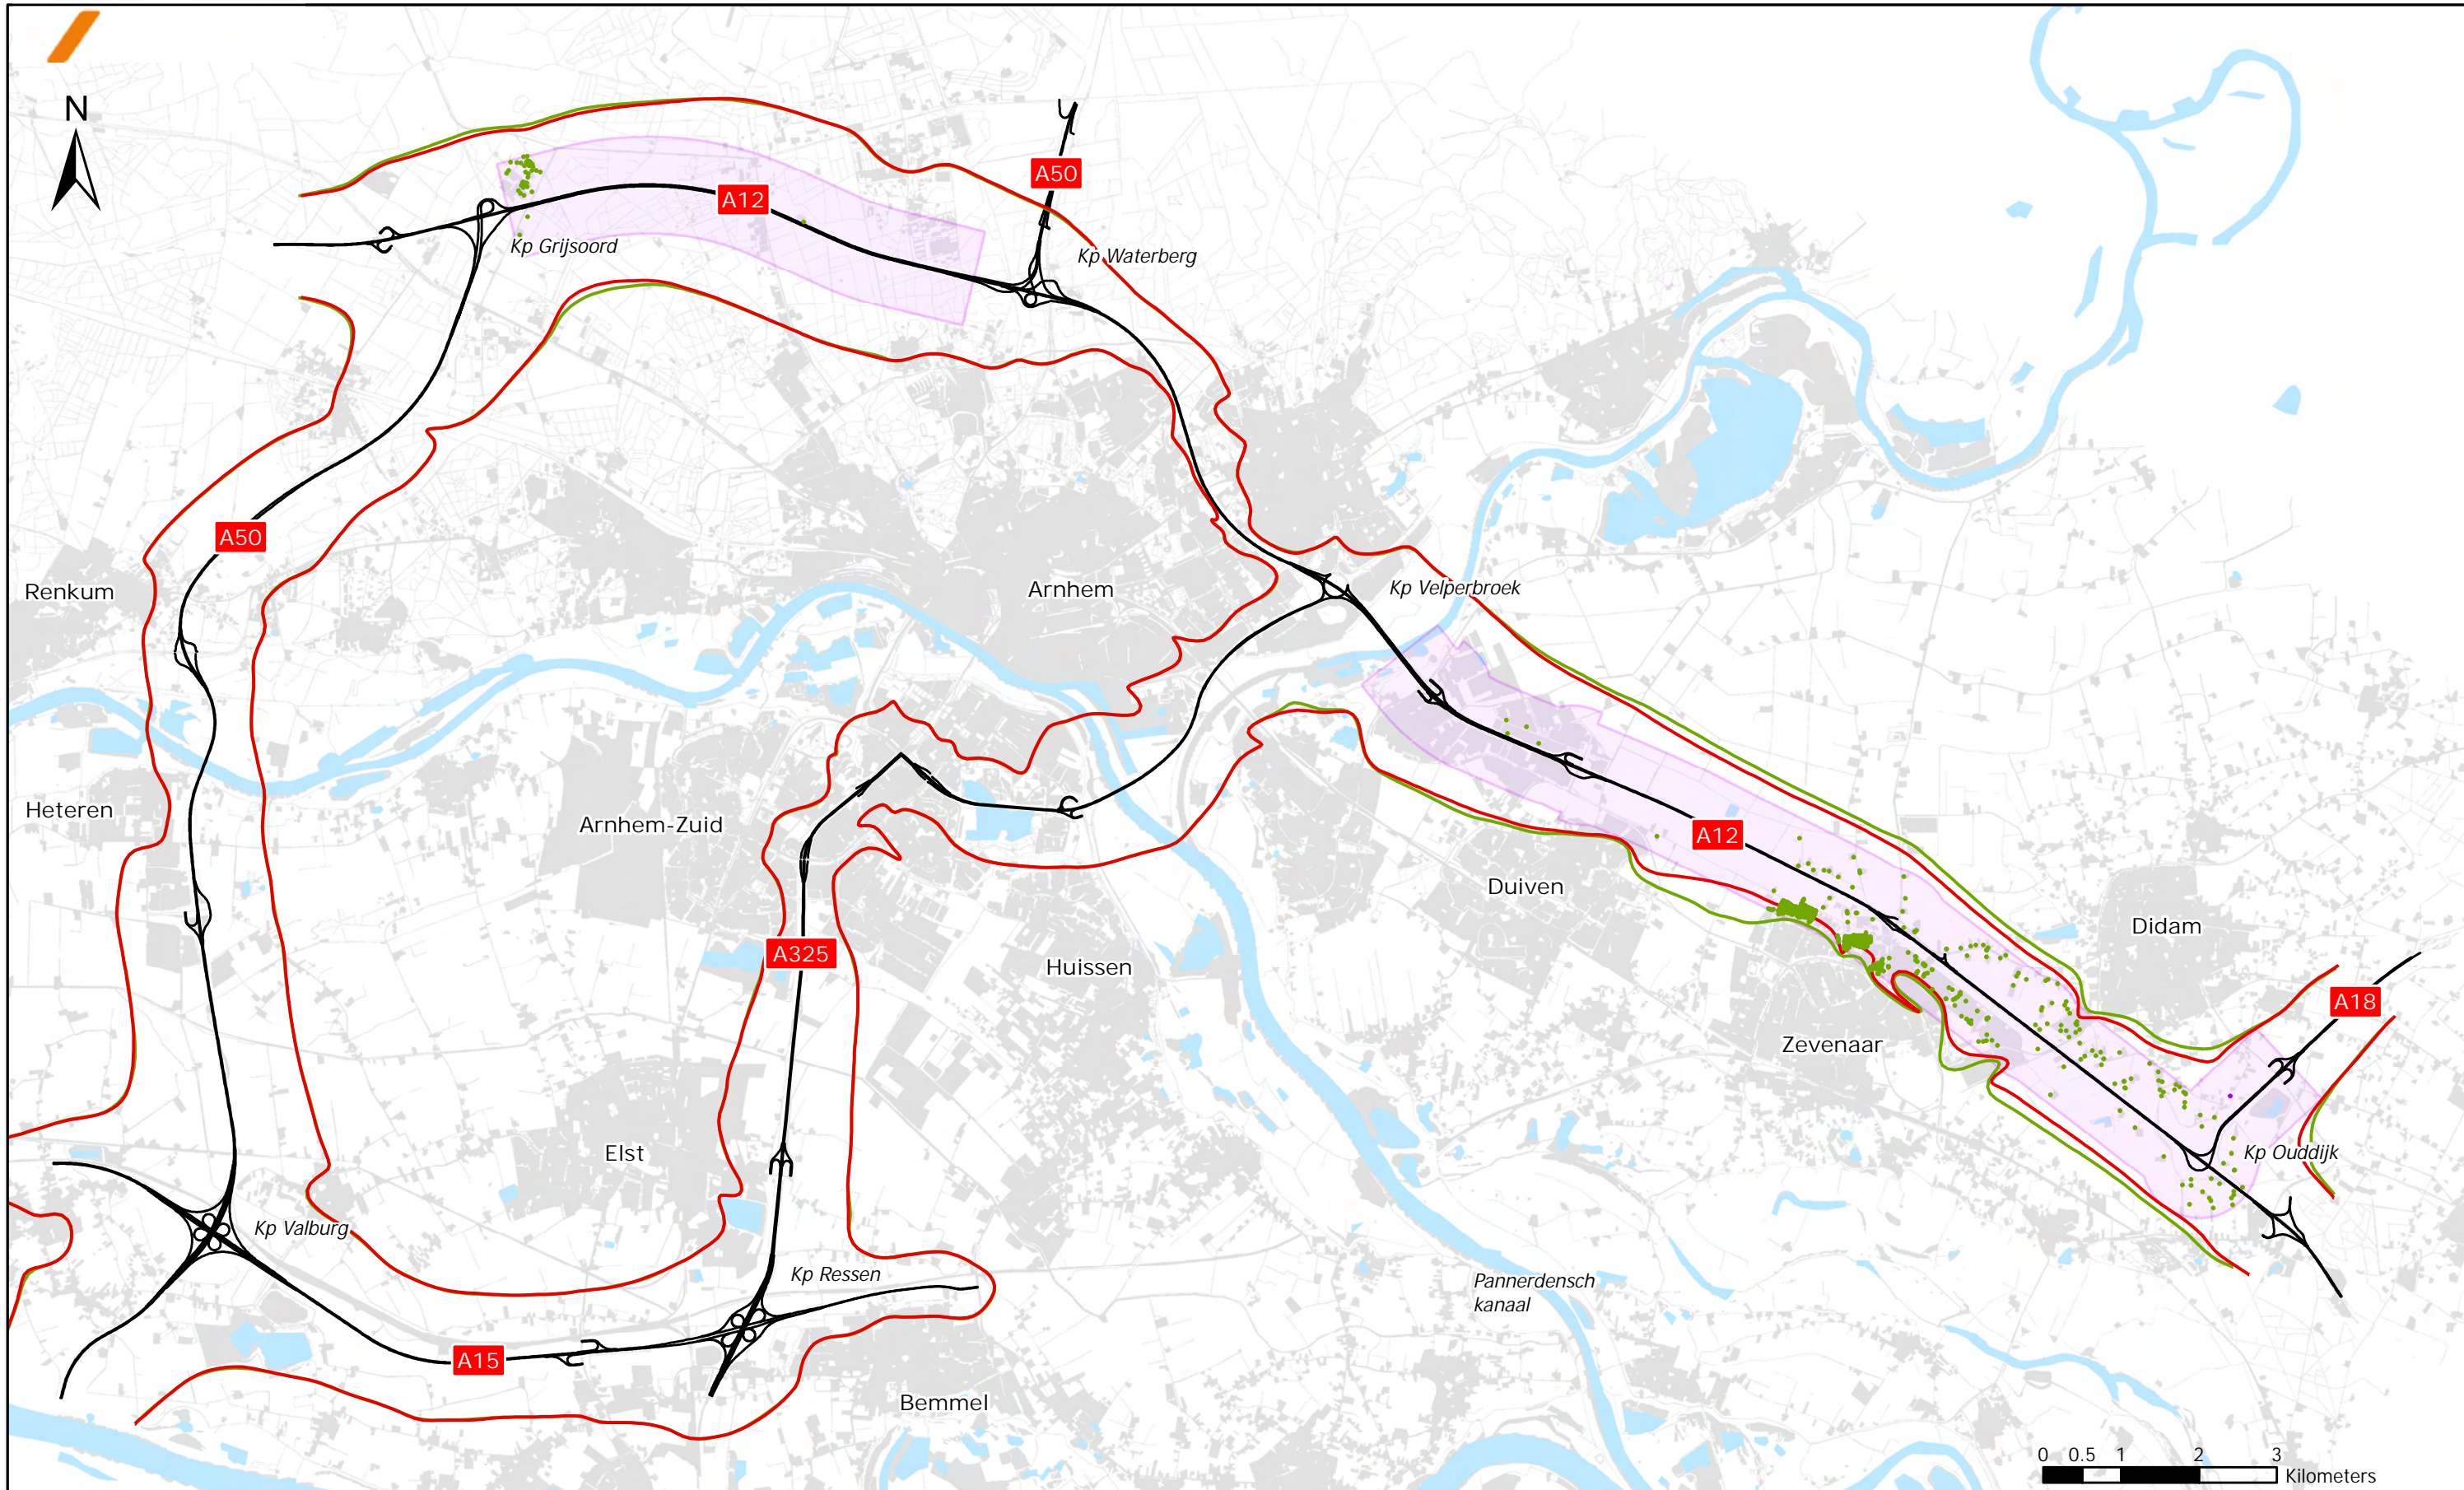 N
A50
A12
Kp Grijsoord
Kp Waterberg
A50
Renkum
Arnhem
Kp Velperbroek
Heteren
Arnhem-Zuid
A12
Duiven
Didam
A325
Huissen
A18
Zevenaar
Elst
Kp Ouddijk
Kp Valburg
Kp Ressen
Pannerdensch
kanaal
A15
Bemmel
0 0.5 1 2 3
Kilometers